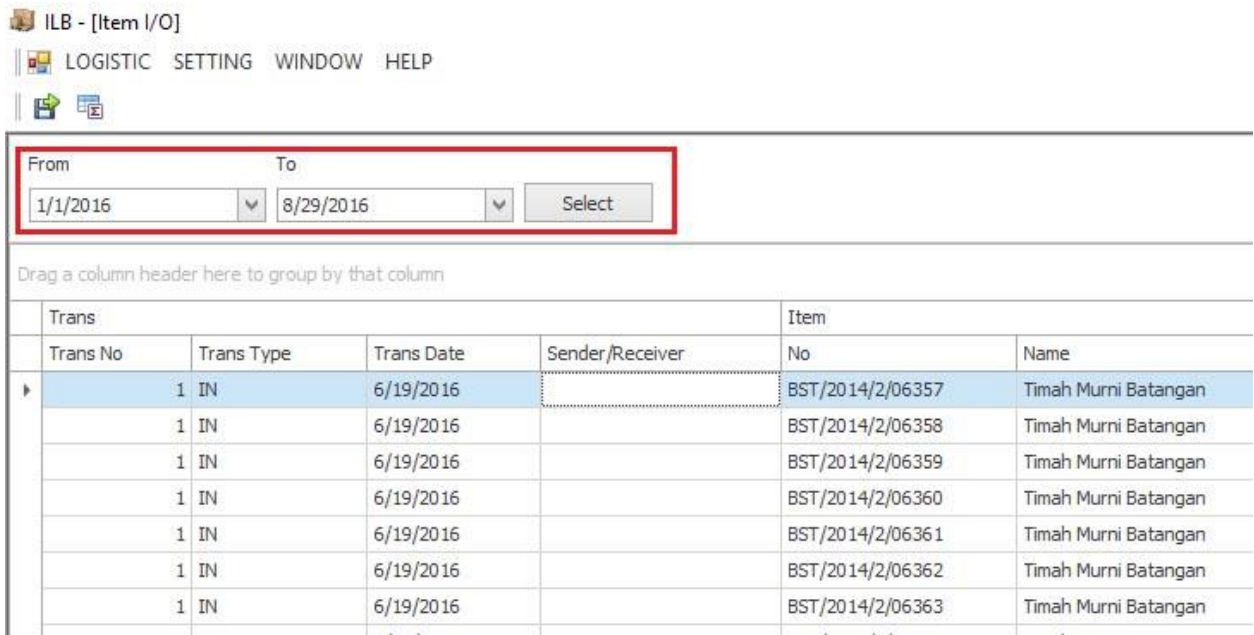 ILB - [Item I/O]
LOGISTIC SETTING WINDOW HELP
From To
1/1/2016 8/29/2016 Select
Drag a column header here to group by that column
Trans Item
Trans No Trans Type Trans Date Sender/Receiver No Name
1 IN 6/19/2016 BST/2014/2/06357 Timah Murni Batangan
1 IN 6/19/2016 BST/2014/2/06358 Timah Murni Batangan
1 IN 6/19/2016 BST/2014/2/06359 Timah Murni Batangan
1 IN 6/19/2016 BST/2014/2/06360 Timah Murni Batangan
1 IN 6/19/2016 BST/2014/2/06361 Timah Murni Batangan
1 IN 6/19/2016 BST/2014/2/06362 Timah Murni Batangan
1 IN 6/19/2016 BST/2014/2/06363 Timah Murni Batangan